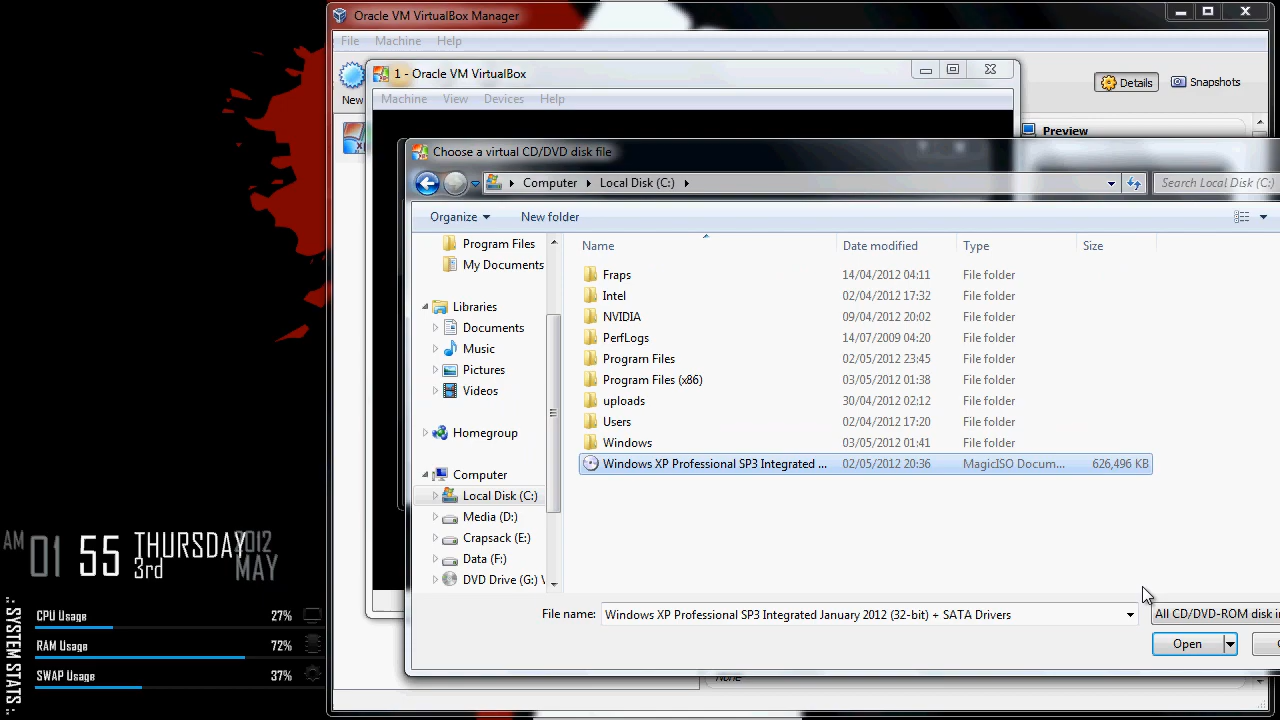 Oracle VM VirtualBox Manager
File Machine Help
1 - Oracle VM VirtualBox
New
Details Snapshots
Machine View Devices Help
Preview
Choose a virtual CD/DVD disk file
Computer Local Disk (C:) Search Local Disk (C:)
Organize New folder
Program Files
My Documents
Libraries
Documents
Music
Pictures
Videos
Homegroup
Computer
Local Disk (C:)
Media (D:)
Crapsack (E:)
Data (F:)
DVD Drive (G:)
Name Date modified Type Size
Fraps 14/04/2012 04:11 File folder
Intel 02/04/2012 17:32 File folder
NVIDIA 09/04/2012 20:02 File folder
PerfLogs 14/07/2009 04:20 File folder
Program Files 02/05/2012 23:45 File folder
Program Files (x86) 03/05/2012 01:38 File folder
uploads 30/04/2012 02:12 File folder
Users 02/04/2012 17:20 File folder
Windows 03/05/2012 01:41 File folder
Windows XP Professional SP3 Integrated ... 02/05/2012 20:36 MagicISO Docum... 626,496 KB
File name: Windows XP Professional SP3 Integrated January 2012 (32-bit) + SATA Drivers
All CD/DVD-ROM disk i
Open
None
AM 01 55 THURSDAY 3rd 2012 MAY
.: SYSTEM STATS :.
CPU Usage 27%
RAM Usage 72%
SWAP Usage 37%